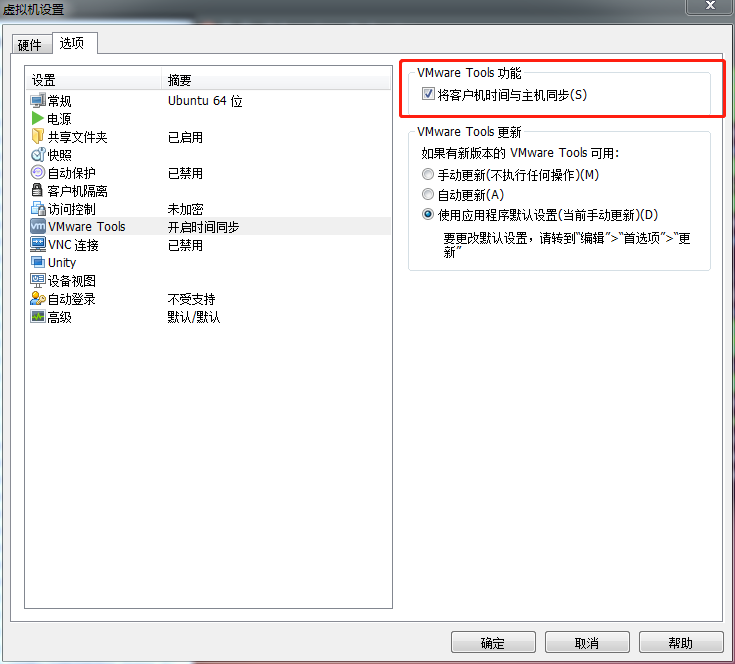 虚拟机设置
硬件
选项
设置
摘要
常规
Ubuntu 64 位
电源
共享文件夹
已启用
快照
自动保护
已禁用
客户机隔离
访问控制
未加密
VMware Tools
开启时间同步
VNC 连接
已禁用
Unity
设备视图
自动登录
不受支持
高级
默认/默认
VMware Tools 功能
将客户机时间与主机同步(S)
VMware Tools 更新
如果有新版本的 VMware Tools 可用:
手动更新(不执行任何操作)(M)
自动更新(A)
使用应用程序默认设置(当前手动更新)(D)
要更改默认设置，请转到“编辑”>“首选项”>“更
新”
确定
取消
帮助